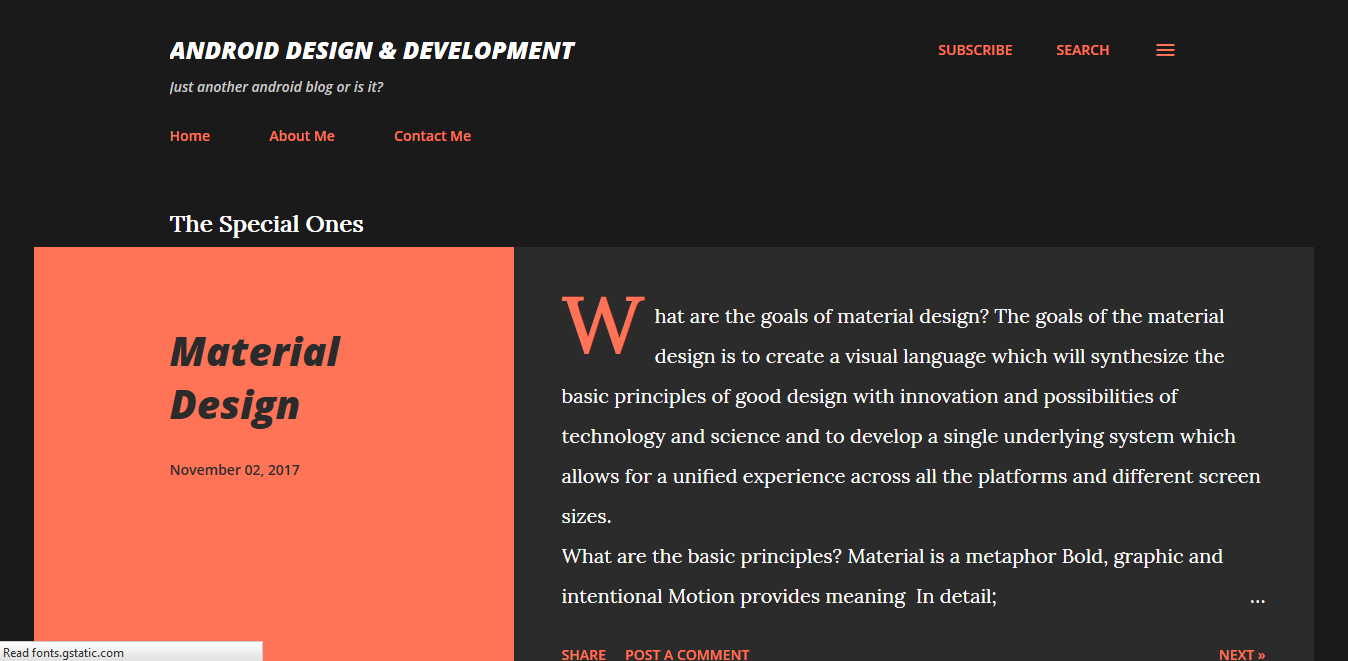 ANDROID DESIGN & DEVELOPMENT
SUBSCRIBE
SEARCH
Just another android blog or is it?
Home
About Me
Contact Me
The Special Ones
Material
Design
November 02, 2017
What are the goals of material design? The goals of the material
design is to create a visual language which will synthesize the
basic principles of good design with innovation and possibilities of
technology and science and to develop a single underlying system which
allows for a unified experience across all the platforms and different screen
sizes.
What are the basic principles? Material is a metaphor Bold, graphic and
intentional Motion provides meaning  In detail; ...
SHARE
POST A COMMENT
NEXT »
Read fonts.gstatic.com